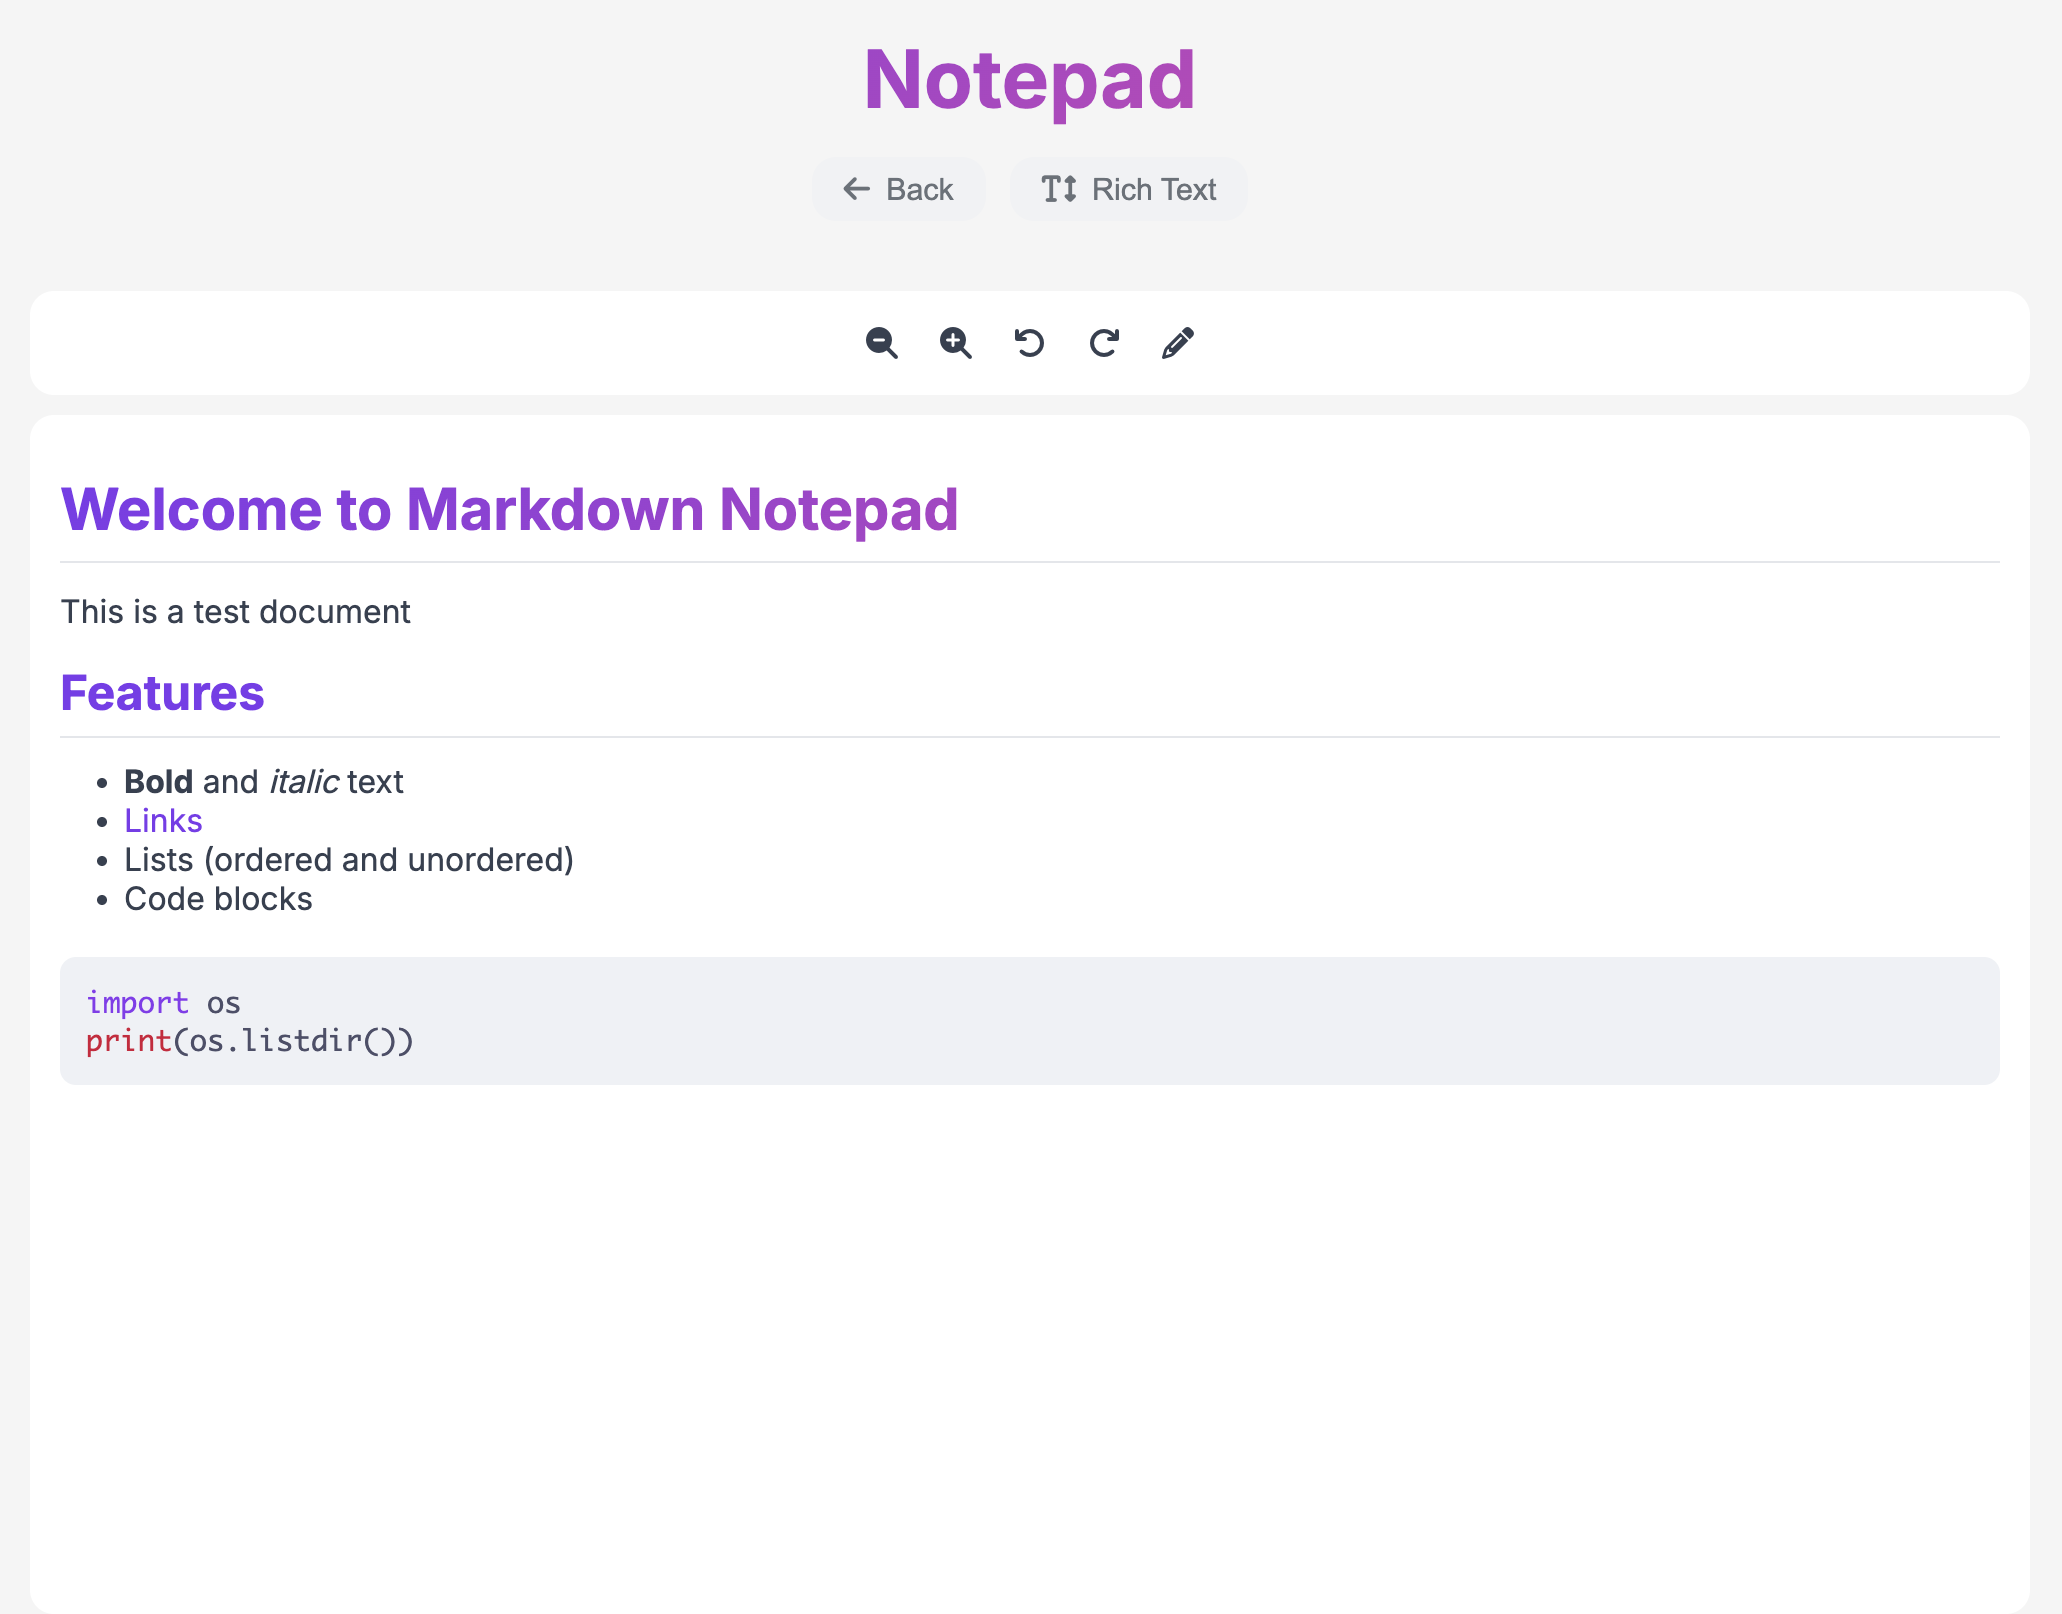 Notepad
Back
Rich Text
Welcome to Markdown Notepad
This is a test document
Features
Bold and italic text
Links
Lists (ordered and unordered)
Code blocks
import os
print(os.listdir())